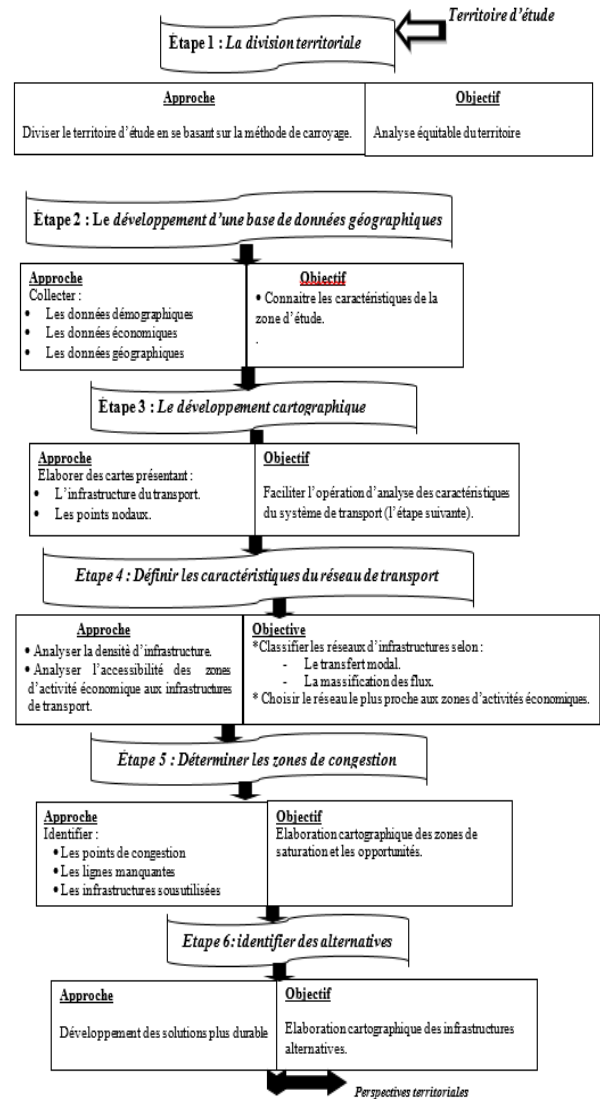 Territoire d'étude
Étape 1 : La division territoriale
Approche
Diviser le territoire d'étude en se basant sur la méthode de carroyage.
Objectif
Analyse équitable du territoire
Étape 2 : Le développement d'une base de données géographiques
Approche
Collecter :
• Les données démographiques
• Les données économiques
• Les données géographiques
Objectif
• Connaitre les caractéristiques de la
zone d'étude.
.
Étape 3 : Le développement cartographique
Approche
Elaborer des cartes présentant :
• L'infrastructure du transport.
• Les points nodaux.
Objectif
Faciliter l'opération d'analyse des caractéristiques
du système de transport (l'étape suivante).
Etape 4 : Définir les caractéristiques du réseau de transport
Approche
• Analyser la densité d'infrastructure.
• Analyser l'accessibilité des zones
d'activité économique aux infrastructures
de transport.
Objective
*Classifier les réseaux d'infrastructures selon :
- Le transfert modal.
- La massification des flux.
* Choisir le réseau le plus proche aux zones d'activités économiques.
Étape 5 : Déterminer les zones de congestion
Approche
Identifier :
• Les points de congestion
• Les lignes manquantes
• Les infrastructures sousutilisées
Objectif
Elaboration cartographique des zones de
saturation et les opportunités.
Etape 6: identifier des alternatives
Approche
Développement des solutions plus durable
Objectif
Elaboration cartographique des infrastructures
alternatives.
Perspectives territoriales